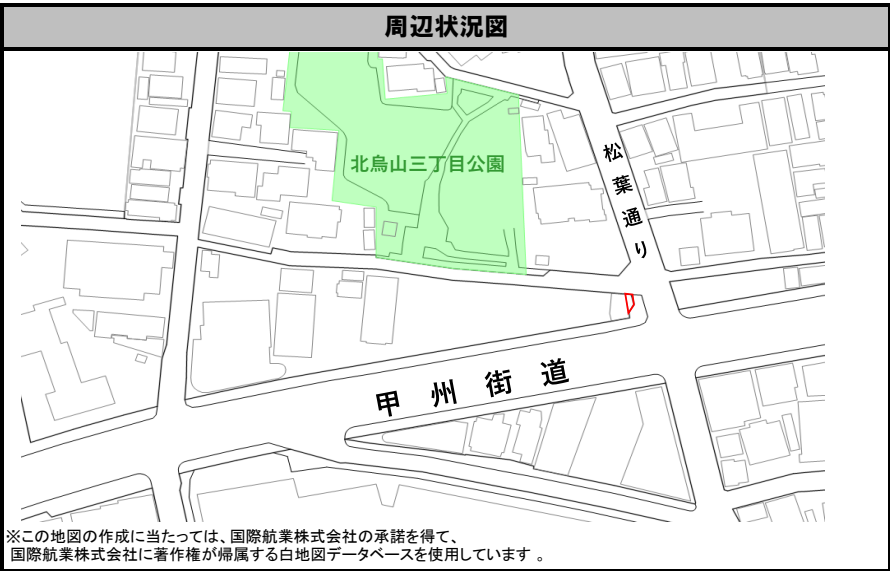 周辺状況図
北烏山三丁目公園
松葉通り
甲州街道
※この地図の作成に当たっては、国際航業株式会社の承諾を得て、
国際航業株式会社に著作権が帰属する白地図データベースを使用しています 。